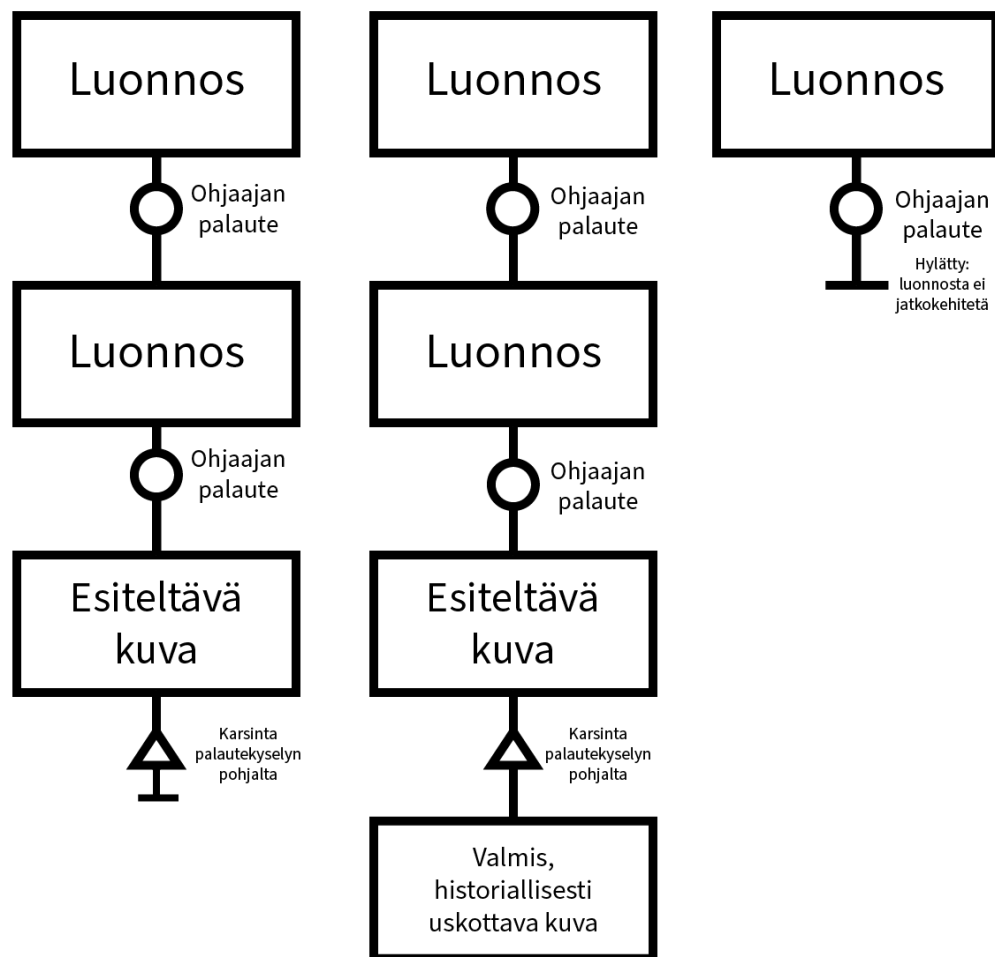 Luonnos
Ohjaajan
palaute
Luonnos
Ohjaajan
palaute
Esiteltävä
kuva
Karsinta
palautekyselyn
pohjalta
Luonnos
Ohjaajan
palaute
Luonnos
Ohjaajan
palaute
Esiteltävä
kuva
Karsinta
palautekyselyn
pohjalta
Valmis,
historiallisesti
uskottava kuva
Luonnos
Ohjaajan
palaute
Hylätty:
luonnosta ei
jatkokehitetä